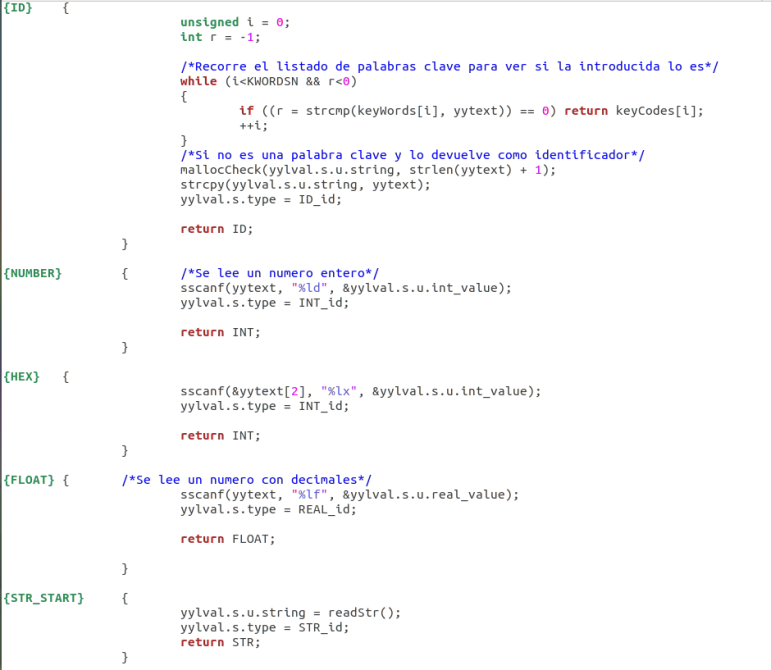 {ID}    {
unsigned i = 0;
int r = -1;
/*Recorre el listado de palabras clave para ver si la introducida lo es*/
while (i<KWORDSN && r<0)
{
if ((r = strcmp(keyWords[i], yytext)) == 0) return keyCodes[i];
++i;
}
/*Si no es una palabra clave y lo devuelve como identificador*/
mallocCheck(yylval.s.u.string, strlen(yytext) + 1);
strcpy(yylval.s.u.string, yytext);
yylval.s.type = ID_id;
return ID;
}
{NUMBER}    {    /*Se lee un numero entero*/
sscanf(yytext, "%ld", &yylval.s.u.int_value);
yylval.s.type = INT_id;
return INT;
}
{HEX}    {
sscanf(&yytext[2], "%lx", &yylval.s.u.int_value);
yylval.s.type = INT_id;
return INT;
}
{FLOAT} {    /*Se lee un numero con decimales*/
sscanf(yytext, "%lf", &yylval.s.u.real_value);
yylval.s.type = REAL_id;
return FLOAT;
}
{STR_START}    {
yylval.s.u.string = readStr();
yylval.s.type = STR_id;
return STR;
}